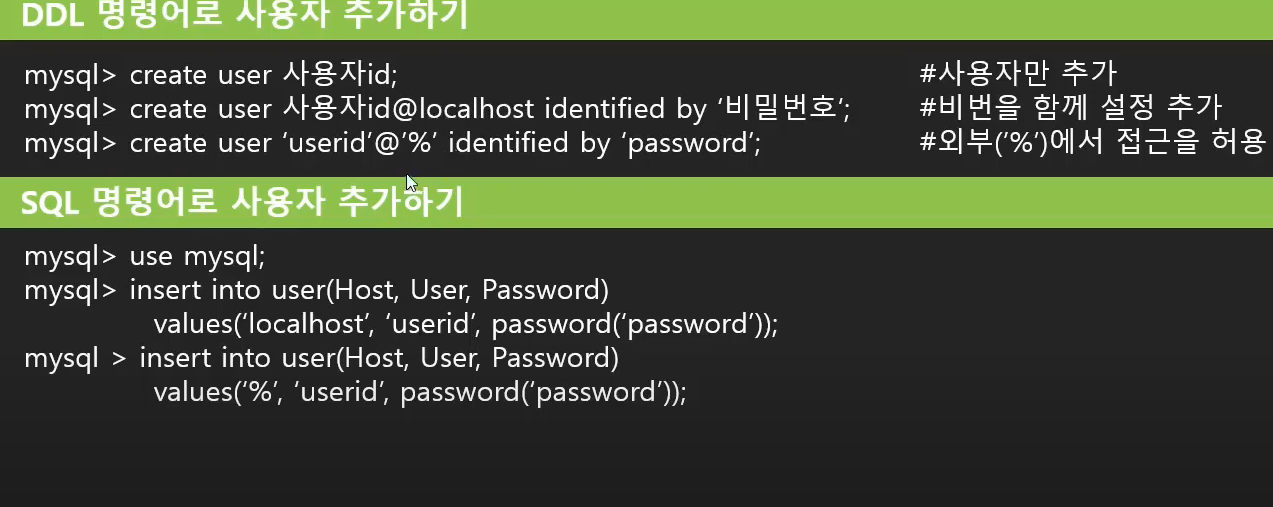 DDL 명령어로 사용자 추가하기
mysql> create user 사용자id; #사용자만 추가
mysql> create user 사용자id@localhost identified by ‘비밀번호’; #비번을 함께 설정 추가
mysql> create user ‘userid’@’%’ identified by ‘password’; #외부(’%’)에서 접근을 허용
SQL 명령어로 사용자 추가하기
mysql> use mysql;
mysql> insert into user(Host, User, Password)
values(‘localhost’, ‘userid’, password(‘password’));
mysql > insert into user(Host, User, Password)
values(‘%’, ‘userid’, password(‘password’));